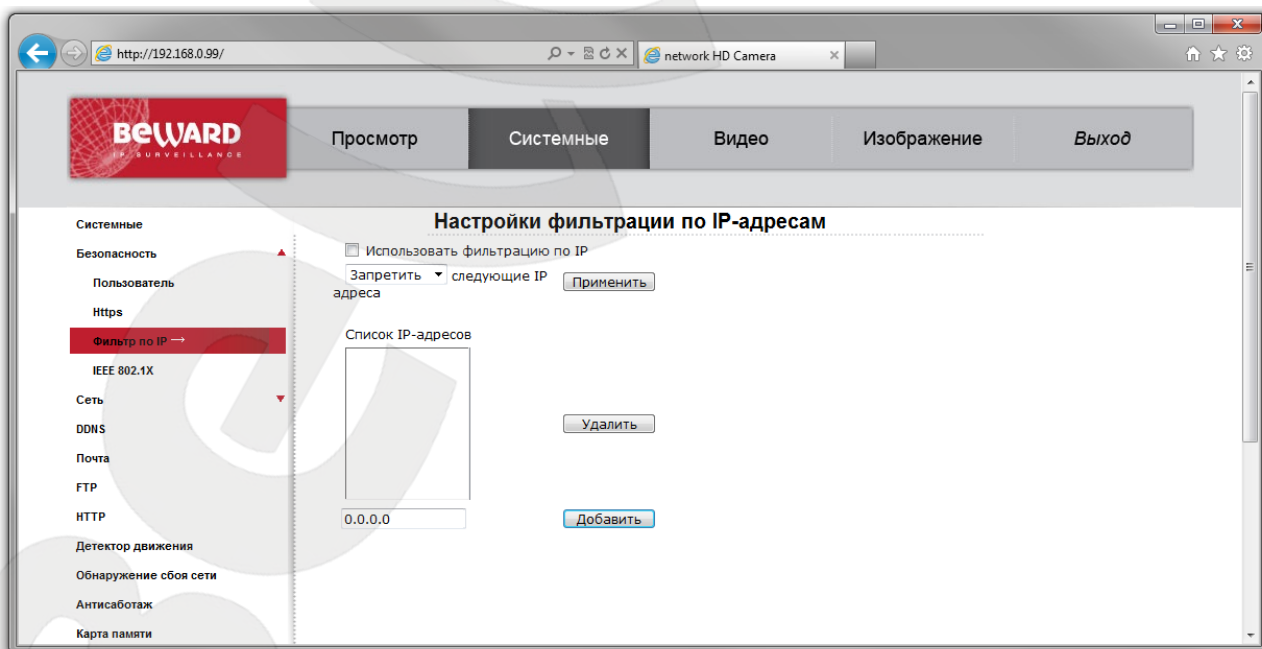 http://192.168.0.99/
network HD Camera
BEWARD
IP SURVEILLANCE
Просмотр
Системные
Видео
Изображение
Выход
Системные
Безопасность
Пользователь
Https
Фильтр по IP →
IEEE 802.1X
Сеть
DDNS
Почта
FTP
HTTP
Детектор движения
Обнаружение сбоя сети
Антисаботаж
Карта памяти
Настройки фильтрации по IP-адресам
Использовать фильтрацию по IP
Запретить следующие IP
адреса
Применить
Список IP-адресов
Удалить
0.0.0.0
Добавить